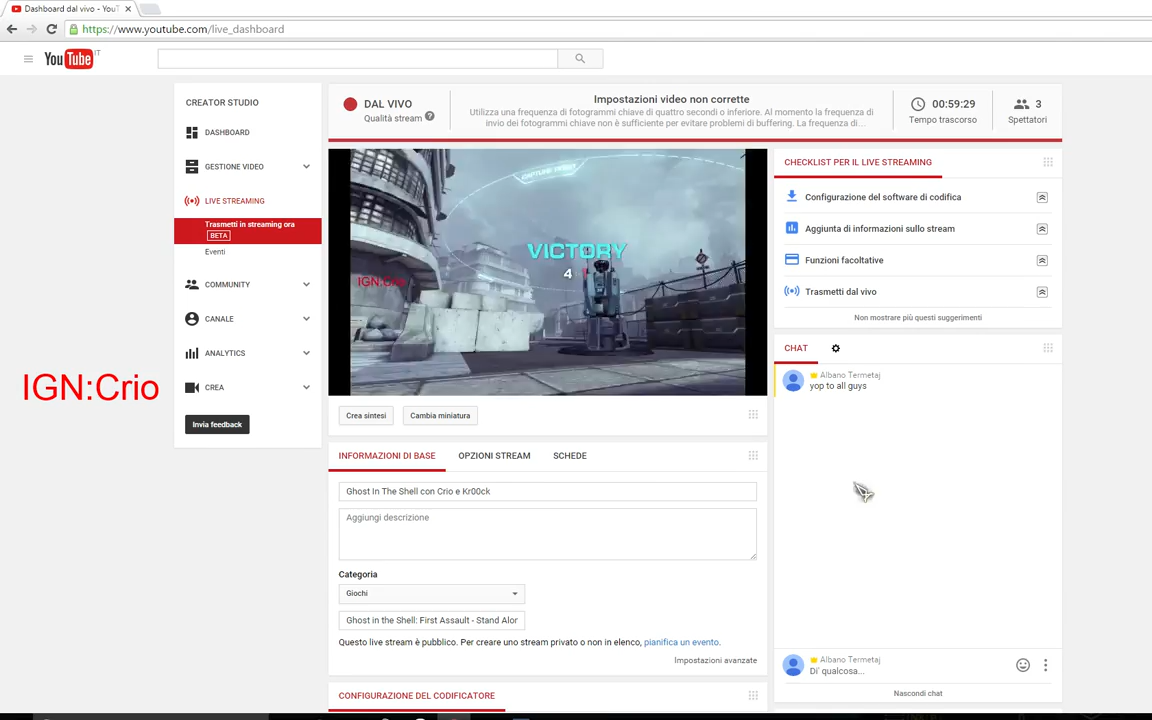 Dashboard dal vivo - YouT
https://www.youtube.com/live_dashboard
YouTube IT
CREATOR STUDIO
DASHBOARD
GESTIONE VIDEO
LIVE STREAMING
Trasmetti in streaming ora
BETA
Eventi
COMMUNITY
CANALE
ANALYTICS
CREA
Invia feedback
IGN:Crio
DAL VIVO
Qualità stream ?
Impostazioni video non corrette
Utilizza una frequenza di fotogrammi chiave di quattro secondi o inferiore. Al momento la frequenza di
invio dei fotogrammi chiave non è sufficiente per evitare problemi di buffering. La frequenza di...
00:59:29
Tempo trascorso
3
Spettatori
VICTORY
4
IGN:Crio
Crea sintesi
Cambia miniatura
INFORMAZIONI DI BASE
OPZIONI STREAM
SCHEDE
Ghost In The Shell con Crio e Kr00ck
Aggiungi descrizione
Categoria
Giochi
Ghost in the Shell: First Assault - Stand Alor
Questo live stream è pubblico. Per creare uno stream privato o non in elenco, pianifica un evento.
Impostazioni avanzate
CONFIGURAZIONE DEL CODIFICATORE
CHECKLIST PER IL LIVE STREAMING
Configurazione del software di codifica
Aggiunta di informazioni sullo stream
Funzioni facoltative
Trasmetti dal vivo
Non mostrare più questi suggerimenti
CHAT
Albano Termetaj
yop to all guys
Albano Termetaj
Di' qualcosa...
Nascondi chat